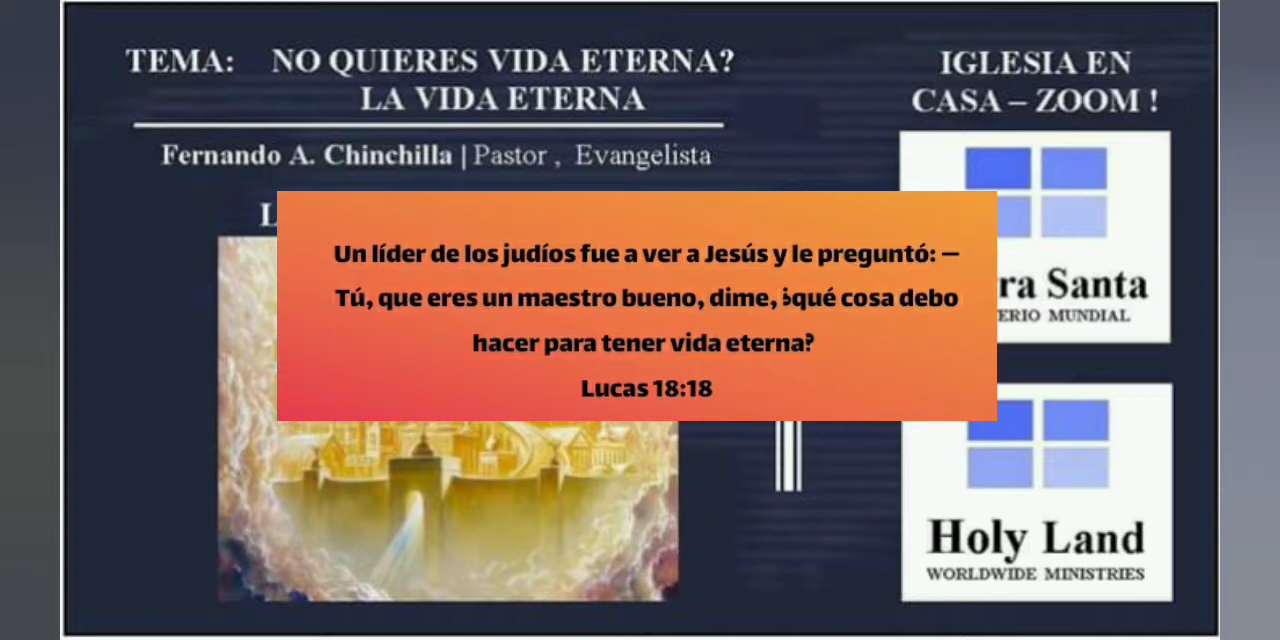 TEMA: NO QUIERES VIDA ETERNA?
LA VIDA ETERNA
Fernando A. Chinchilla | Pastor , Evangelista
IGLESIA EN
CASA – ZOOM !
Un líder de los judíos fue a ver a Jesús y le preguntó: —
Tú, que eres un maestro bueno, dime, ¿qué cosa debo
hacer para tener vida eterna?
Lucas 18:18
Santa
MUNDIAL
Holy Land
WORLDWIDE MINISTRIES